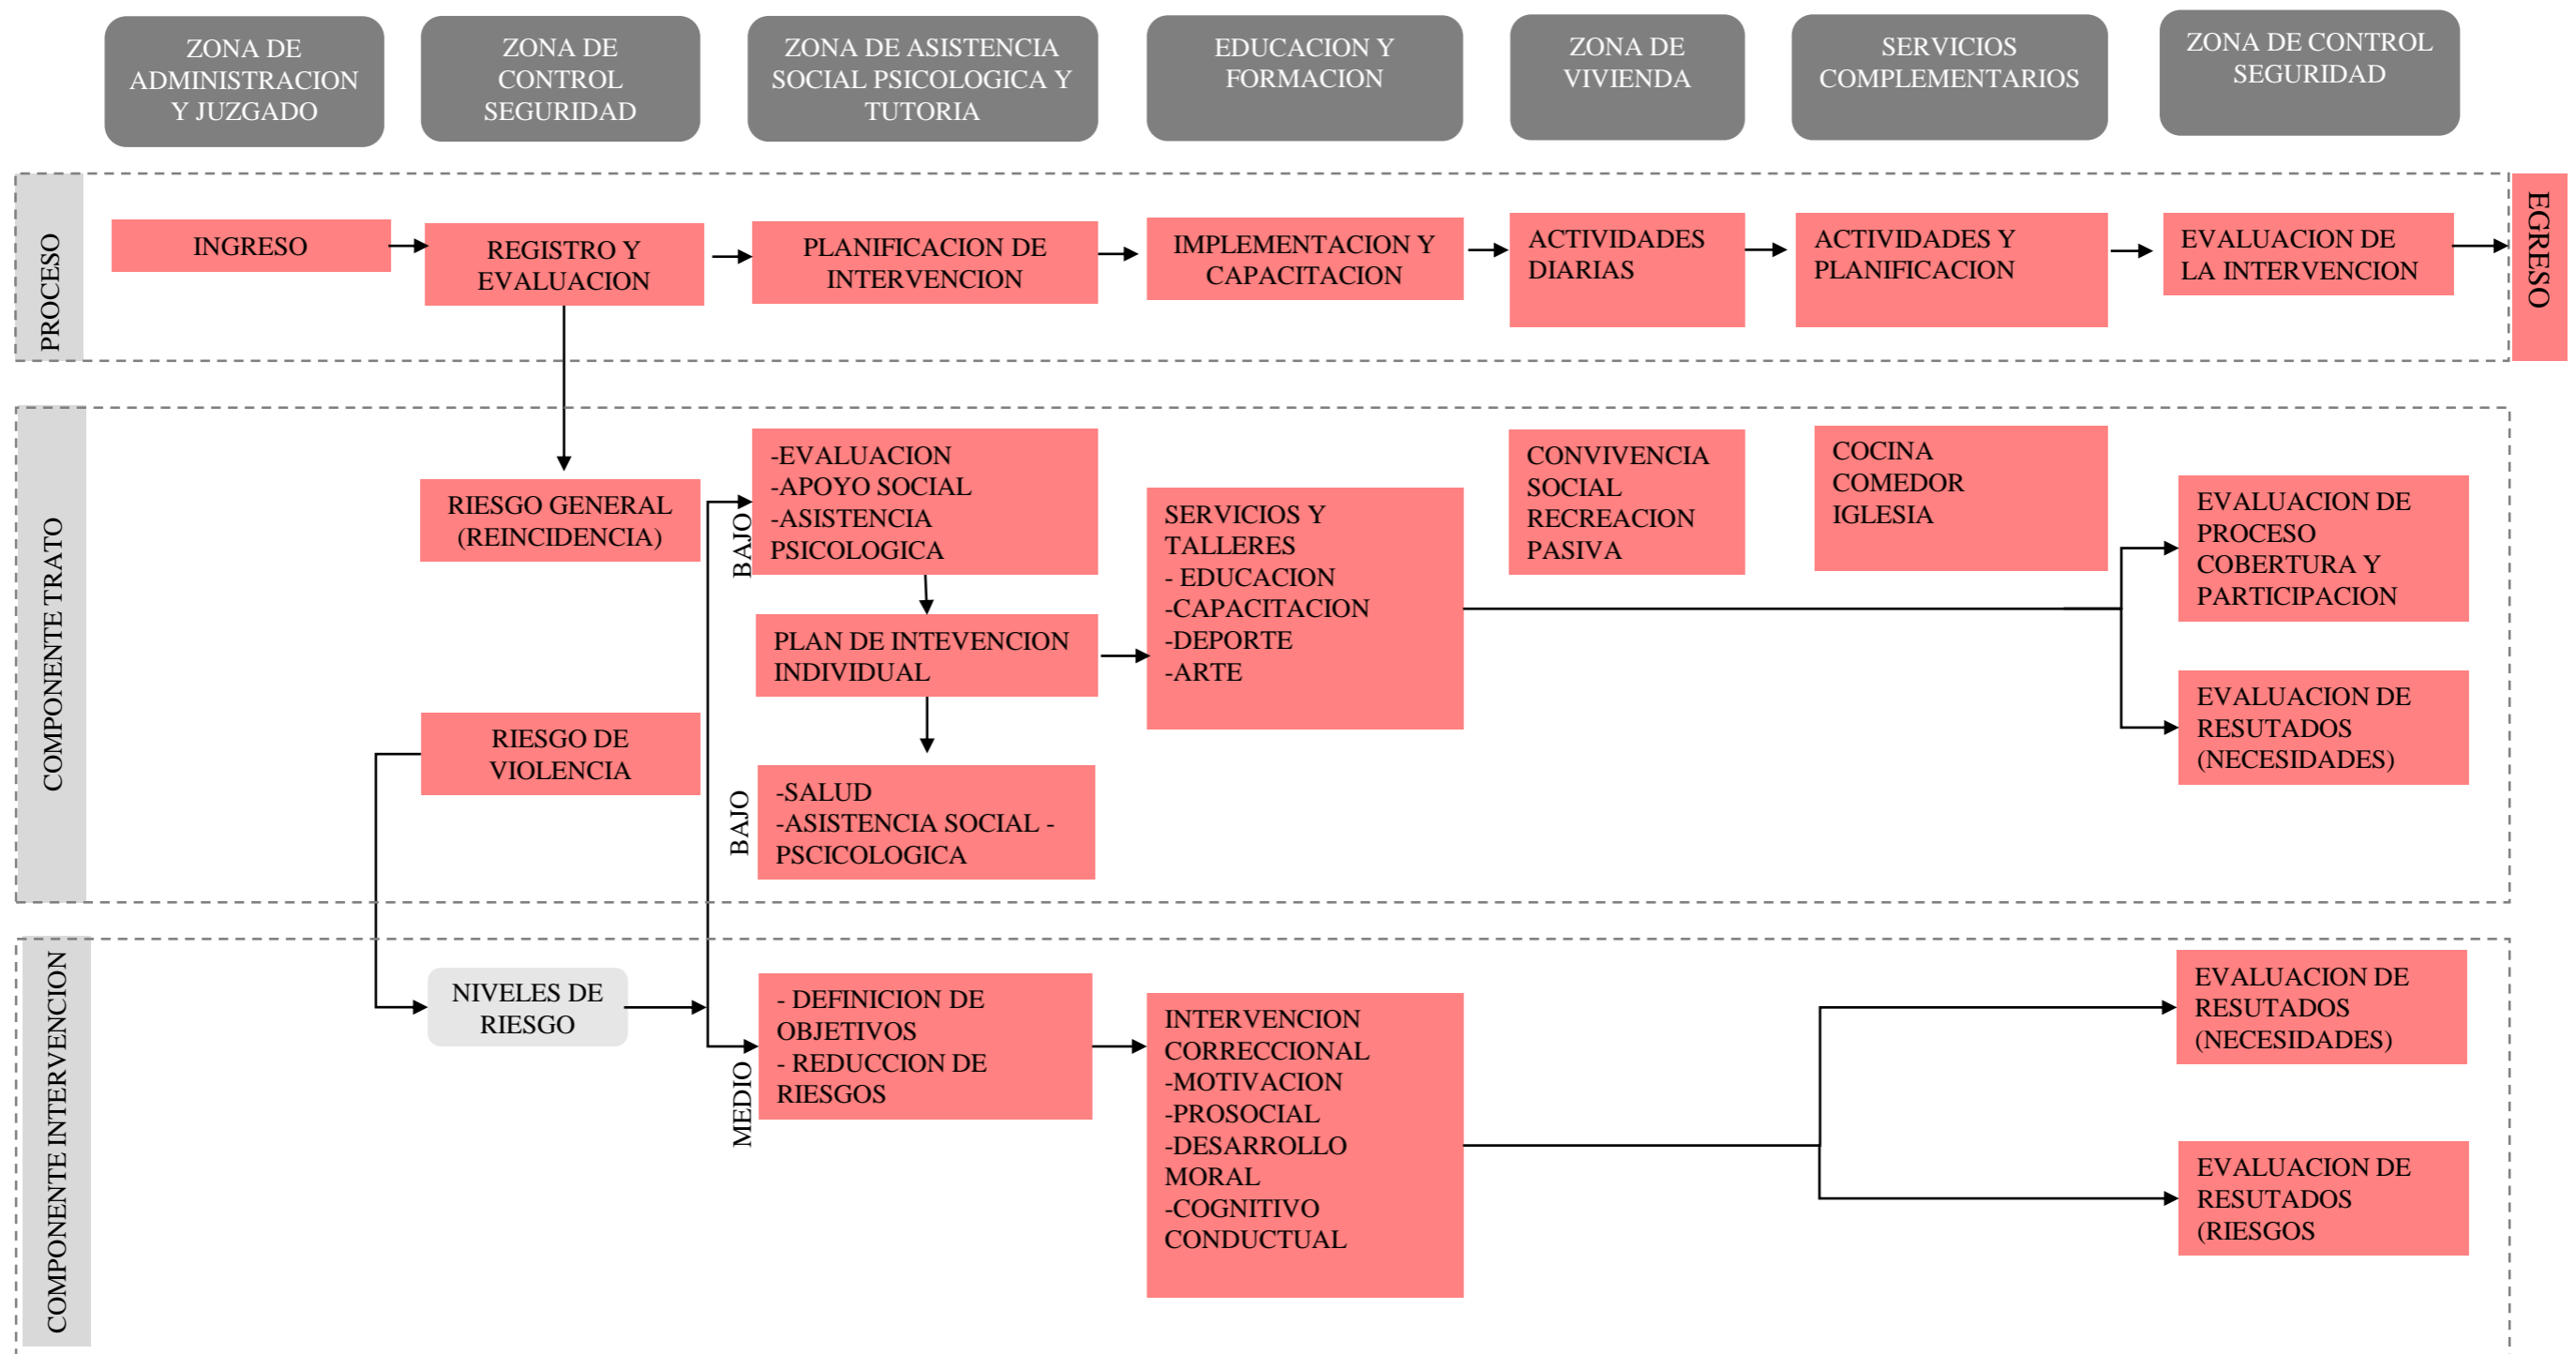 ZONA DE
ADMINISTRACION
Y JUZGADO
ZONA DE
CONTROL
SEGURIDAD
ZONA DE ASISTENCIA
SOCIAL PSICOLOGICA Y
TUTORIA
EDUCACION Y
FORMACION
ZONA DE
VIVIENDA
SERVICIOS
COMPLEMENTARIOS
ZONA DE CONTROL
SEGURIDAD
PROCESO
INGRESO
REGISTRO Y
EVALUACION
PLANIFICACION DE
INTERVENCION
IMPLEMENTACION Y
CAPACITACION
ACTIVIDADES
DIARIAS
ACTIVIDADES Y
PLANIFICACION
EVALUACION DE
LA INTERVENCION
EGRESO
COMPONENTE TRATO
RIESGO GENERAL
(REINCIDENCIA)
RIESGO DE
VIOLENCIA
BAJO
-EVALUACION
-APOYO SOCIAL
-ASISTENCIA
PSICOLOGICA
PLAN DE INTEVENCION
INDIVIDUAL
BAJO
-SALUD
-ASISTENCIA SOCIAL -
PSCICOLOGICA
SERVICIOS Y
TALLERES
- EDUCACION
-CAPACITACION
-DEPORTE
-ARTE
CONVIVENCIA
SOCIAL
RECREACION
PASIVA
COCINA
COMEDOR
IGLESIA
EVALUACION DE
PROCESO
COBERTURA Y
PARTICIPACION
EVALUACION DE
RESUTADOS
(NECESIDADES)
COMPONENTE INTERVENCION
NIVELES DE
RIESGO
MEDIO
- DEFINICION DE
OBJETIVOS
- REDUCCION DE
RIESGOS
INTERVENCION
CORRECCIONAL
-MOTIVACION
-PROSOCIAL
-DESARROLLO
MORAL
-COGNITIVO
CONDUCTUAL
EVALUACION DE
RESUTADOS
(NECESIDADES)
EVALUACION DE
RESUTADOS
(RIESGOS